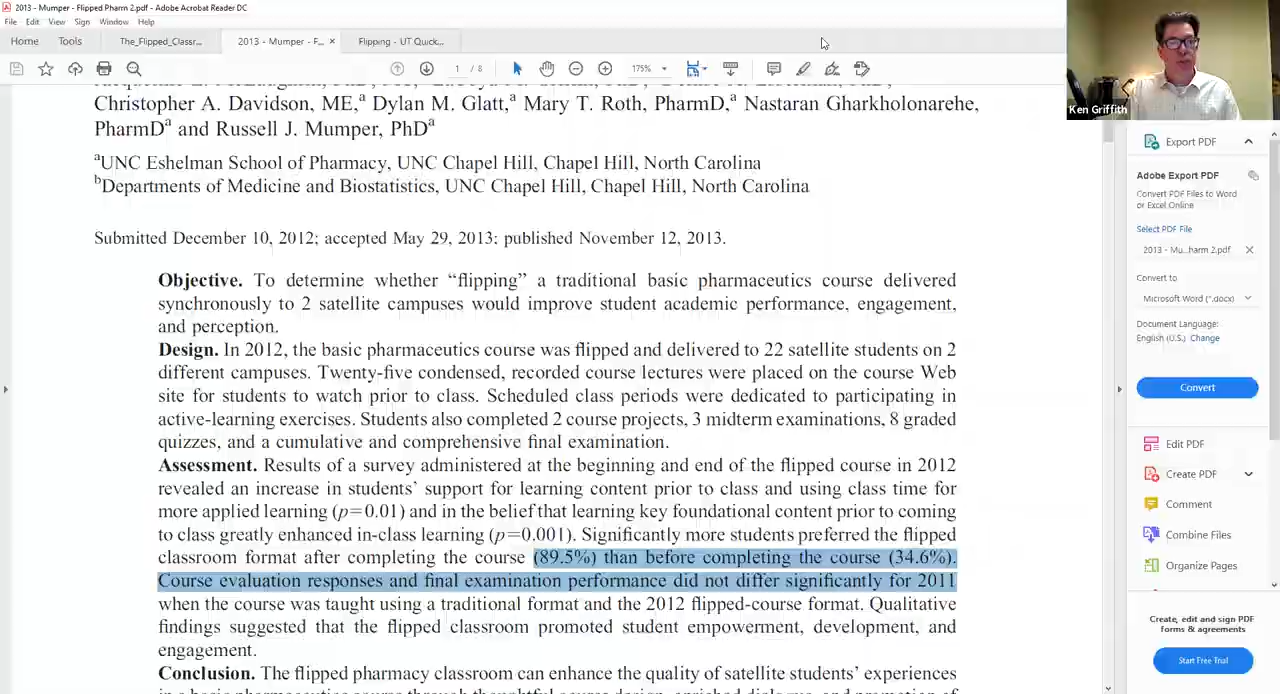 2013 - Mumper - Flipped Pharm 2.pdf - Adobe Acrobat Reader DC
File Edit View Sign Window Help
Home Tools The_Flipped_Classr... 2013 - Mumper - F... × Flipping - UT Quick...
1 / 8 175%
Ken Griffith
Christopher A. Davidson, ME,a Dylan M. Glatt,a Mary T. Roth, PharmD,a Nastaran Gharkholonarehe,
PharmDa and Russell J. Mumper, PhDa
aUNC Eshelman School of Pharmacy, UNC Chapel Hill, Chapel Hill, North Carolina
bDepartments of Medicine and Biostatistics, UNC Chapel Hill, Chapel Hill, North Carolina
Submitted December 10, 2012; accepted May 29, 2013; published November 12, 2013.
Objective. To determine whether “flipping” a traditional basic pharmaceutics course delivered
synchronously to 2 satellite campuses would improve student academic performance, engagement,
and perception.
Design. In 2012, the basic pharmaceutics course was flipped and delivered to 22 satellite students on 2
different campuses. Twenty-five condensed, recorded course lectures were placed on the course Web
site for students to watch prior to class. Scheduled class periods were dedicated to participating in
active-learning exercises. Students also completed 2 course projects, 3 midterm examinations, 8 graded
quizzes, and a cumulative and comprehensive final examination.
Assessment. Results of a survey administered at the beginning and end of the flipped course in 2012
revealed an increase in students’ support for learning content prior to class and using class time for
more applied learning (p=0.01) and in the belief that learning key foundational content prior to coming
to class greatly enhanced in-class learning (p=0.001). Significantly more students preferred the flipped
classroom format after completing the course (89.5%) than before completing the course (34.6%).
Course evaluation responses and final examination performance did not differ significantly for 2011
when the course was taught using a traditional format and the 2012 flipped-course format. Qualitative
findings suggested that the flipped classroom promoted student empowerment, development, and
engagement.
Conclusion. The flipped pharmacy classroom can enhance the quality of satellite students’ experiences
Export PDF
Adobe Export PDF
Convert PDF Files to Word
or Excel Online
Select PDF File
2013 - Mu...harm 2.pdf
Convert to
Microsoft Word (*.docx)
Document Language:
English (U.S.) Change
Convert
Edit PDF
Create PDF
Comment
Combine Files
Organize Pages
Create, edit and sign PDF
forms & agreements
Start Free Trial